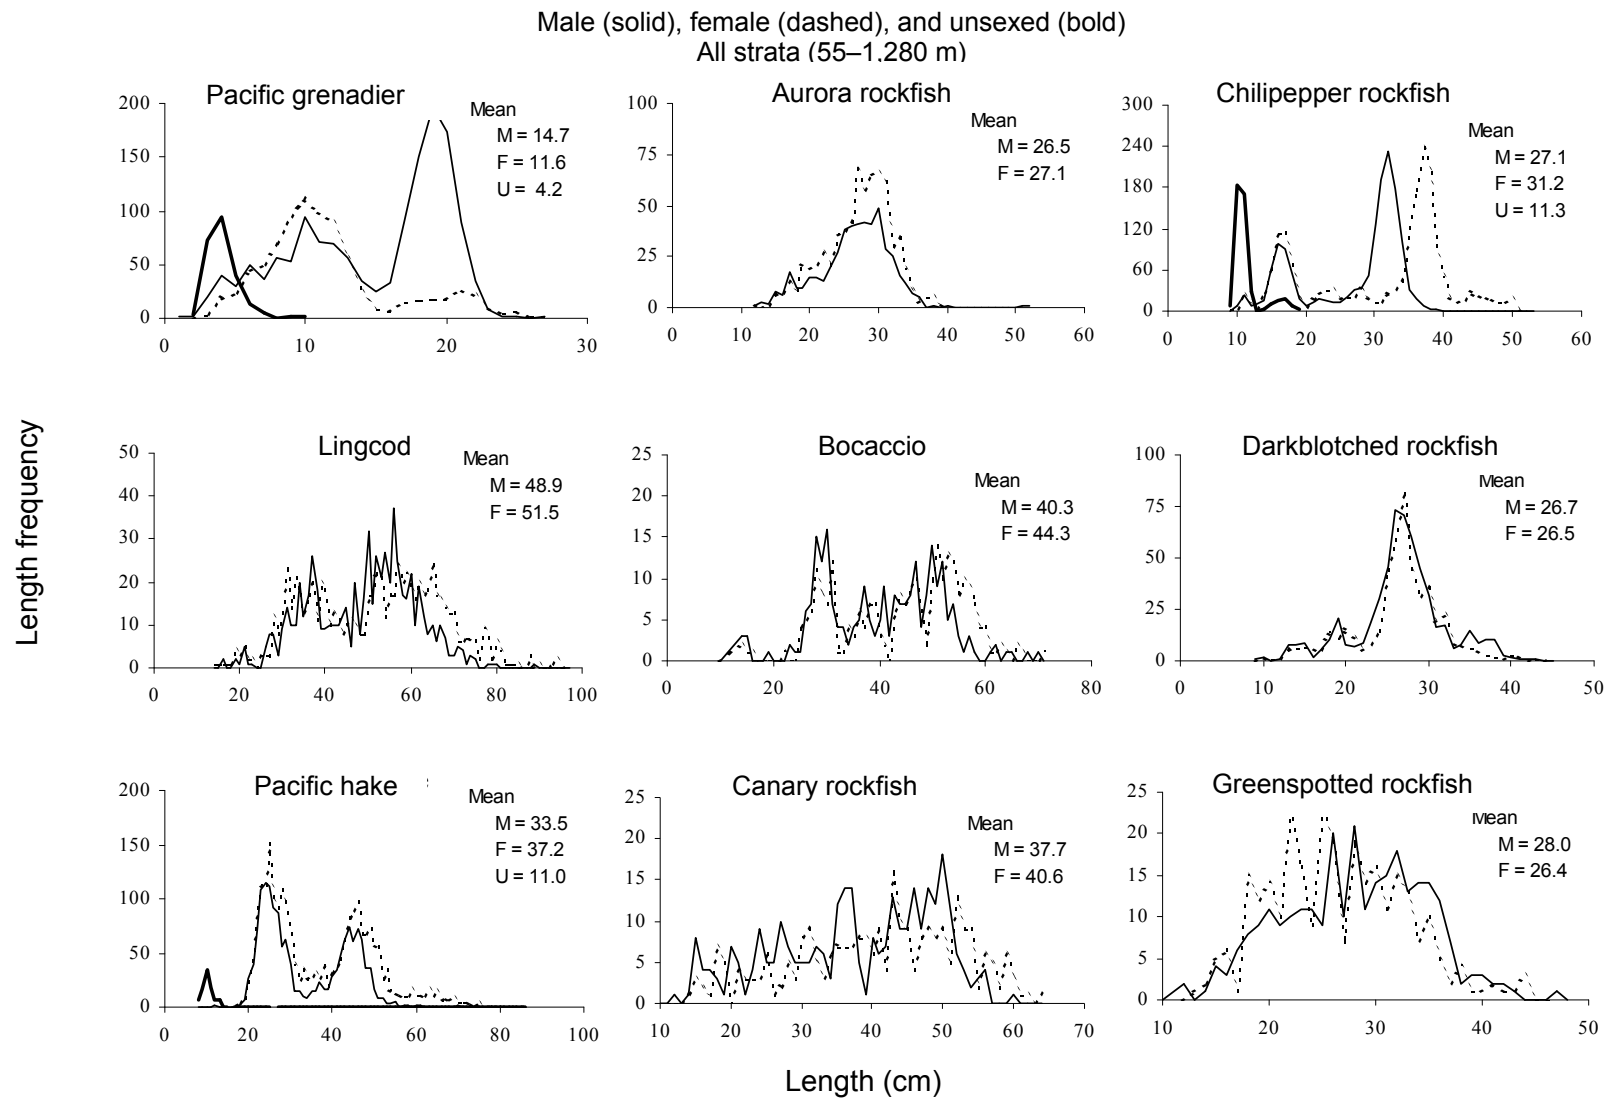 Male (solid), female (dashed), and unsexed (bold)
All strata (55–1,280 m)
Length frequency
Pacific grenadier
Mean
M = 14.7
F = 11.6
U = 4.2
200
150
100
50
0
0 10 20 30
Aurora rockfish
Mean
M = 26.5
F = 27.1
100
75
50
25
0
0 10 20 30 40 50 60
Chilipepper rockfish
Mean
M = 27.1
F = 31.2
U = 11.3
300
240
180
120
60
0
0 10 20 30 40 50 60
Lingcod
Mean
M = 48.9
F = 51.5
50
40
30
20
10
0
0 20 40 60 80 100
Bocaccio
Mean
M = 40.3
F = 44.3
25
20
15
10
5
0
0 20 40 60 80
Darkblotched rockfish
Mean
M = 26.7
F = 26.5
100
75
50
25
0
0 10 20 30 40 50
Pacific hake
Mean
M = 33.5
F = 37.2
U = 11.0
200
150
100
50
0
0 20 40 60 80 100
Canary rockfish
Mean
M = 37.7
F = 40.6
25
20
15
10
5
0
10 20 30 40 50 60 70
Greenspotted rockfish
Mean
M = 28.0
F = 26.4
25
20
15
10
5
0
10 20 30 40 50
Length (cm)